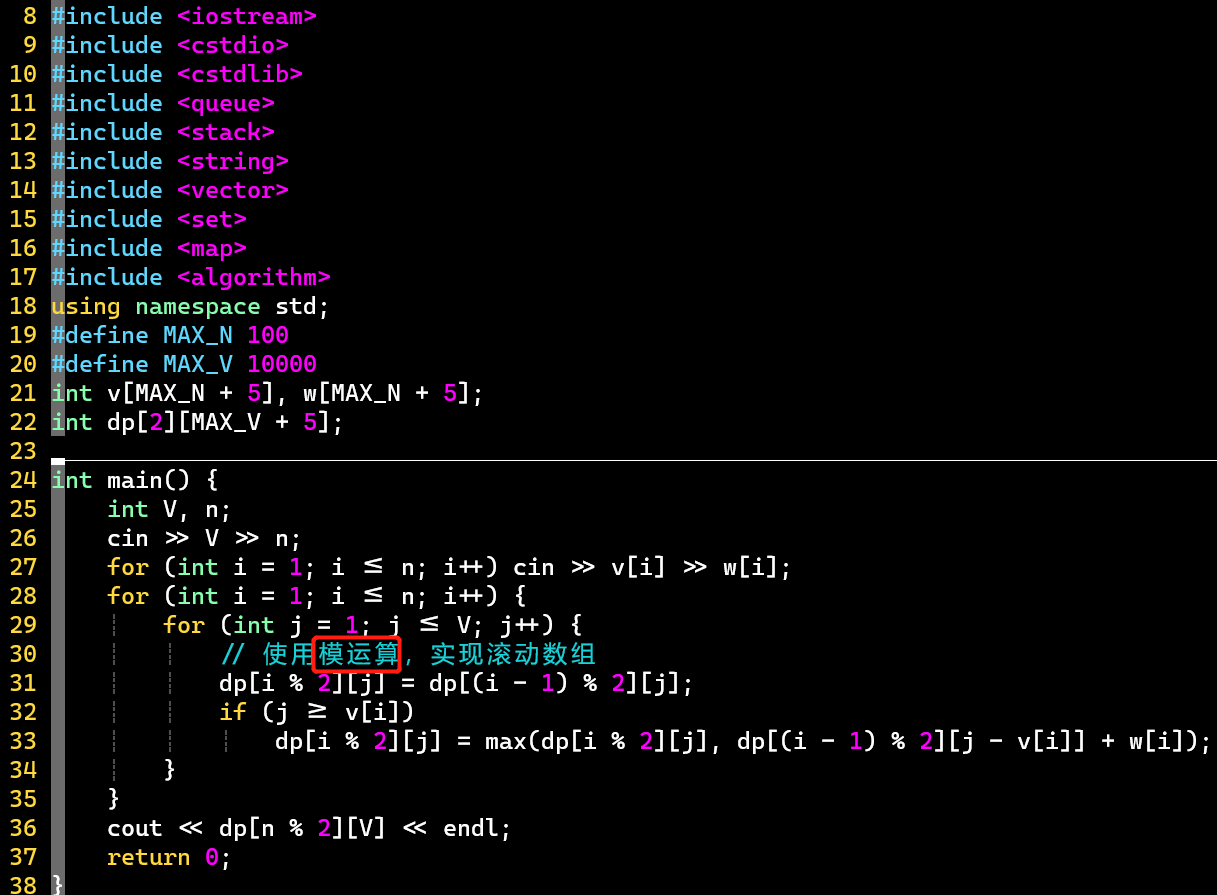 8 #include <iostream>
9 #include <cstdio>
10 #include <cstdlib>
11 #include <queue>
12 #include <stack>
13 #include <string>
14 #include <vector>
15 #include <set>
16 #include <map>
17 #include <algorithm>
18 using namespace std;
19 #define MAX_N 100
20 #define MAX_V 10000
21 int v[MAX_N + 5], w[MAX_N + 5];
22 int dp[2][MAX_V + 5];
23
24 int main() {
25     int V, n;
26     cin >> V >> n;
27     for (int i = 1; i ≤ n; i++) cin >> v[i] >> w[i];
28     for (int i = 1; i ≤ n; i++) {
29         for (int j = 1; j ≤ V; j++) {
30             // 使用模运算，实现滚动数组
31             dp[i % 2][j] = dp[(i - 1) % 2][j];
32             if (j ≥ v[i])
33                 dp[i % 2][j] = max(dp[i % 2][j], dp[(i - 1) % 2][j - v[i]] + w[i]);
34         }
35     }
36     cout << dp[n % 2][V] << endl;
37     return 0;
38 }